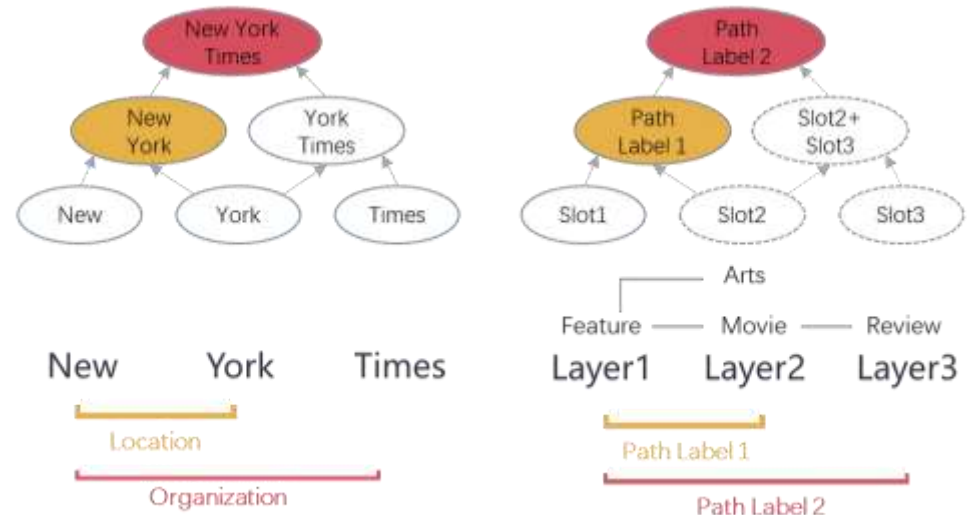 New York
Times
New
York
York
Times
New
York
Times
Path
Label 2
Path
Label 1
Slot2+
Slot3
Slot1
Slot2
Slot3
Arts
Feature
Movie
Review
New York Times
Location
Organization
Layer1 Layer2 Layer3
Path Label 1
Path Label 2